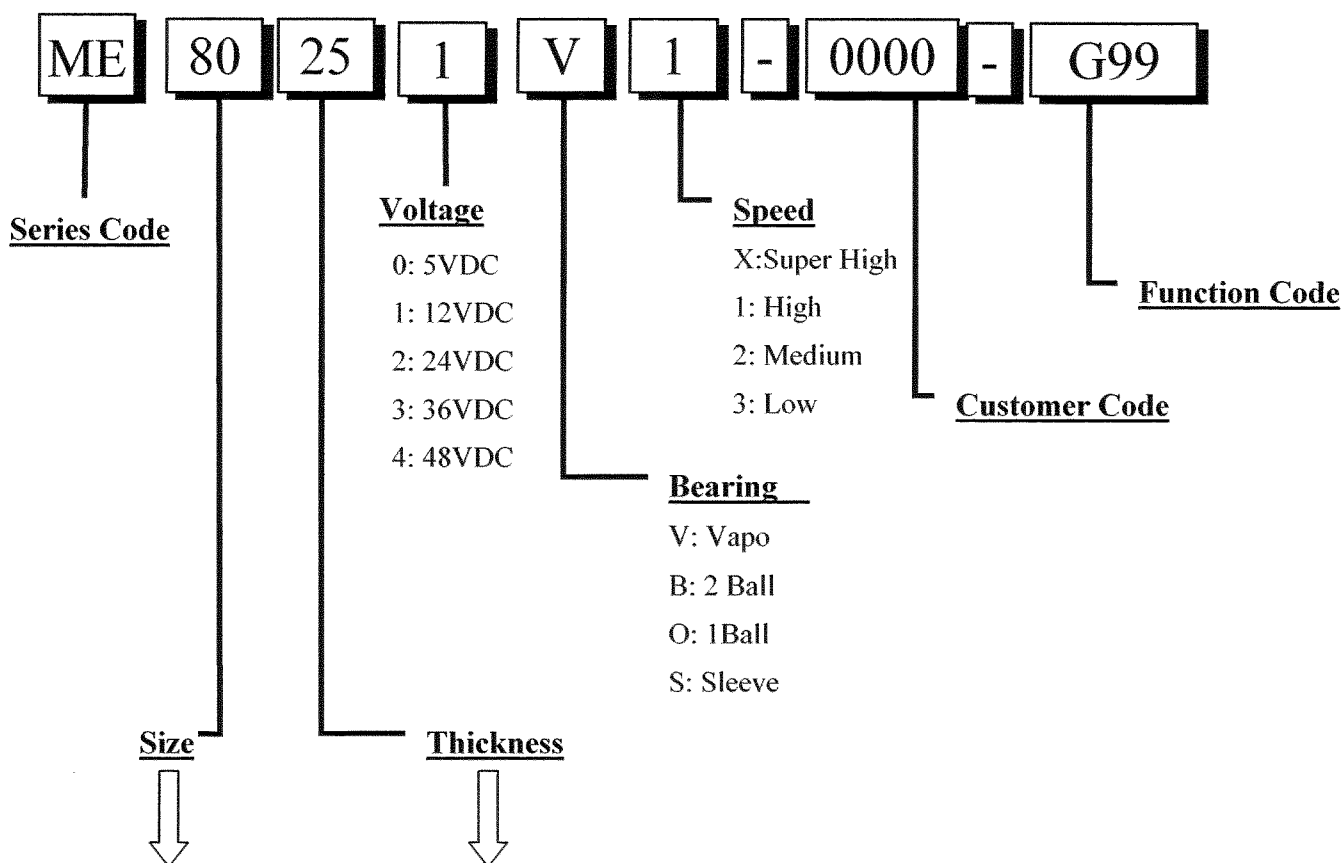 ME 80 25 1 V 1 - 0000 - G99
Series Code
Voltage
0: 5VDC
1: 12VDC
2: 24VDC
3: 36VDC
4: 48VDC
Speed
X:Super High
1: High
2: Medium
3: Low
Function Code
Customer Code
Bearing
V: Vapo
B: 2 Ball
O: 1Ball
S: Sleeve
Size
Thickness